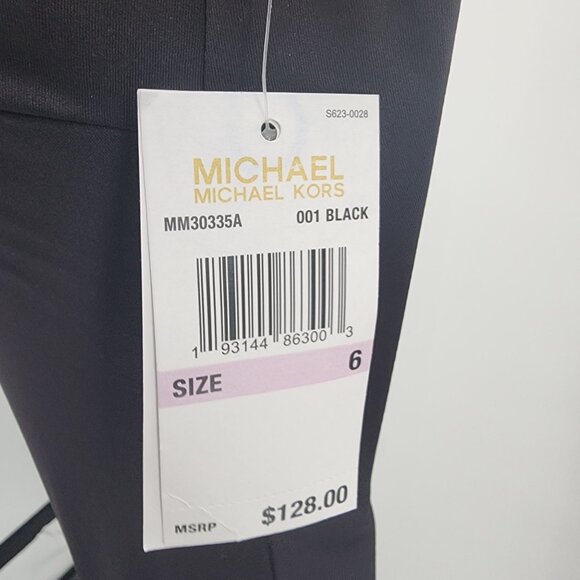 S623-0028
MICHAEL
MICHAEL KORS
MM30335A 001 BLACK
1 93144 86300 3
SIZE 6
MSRP $128.00